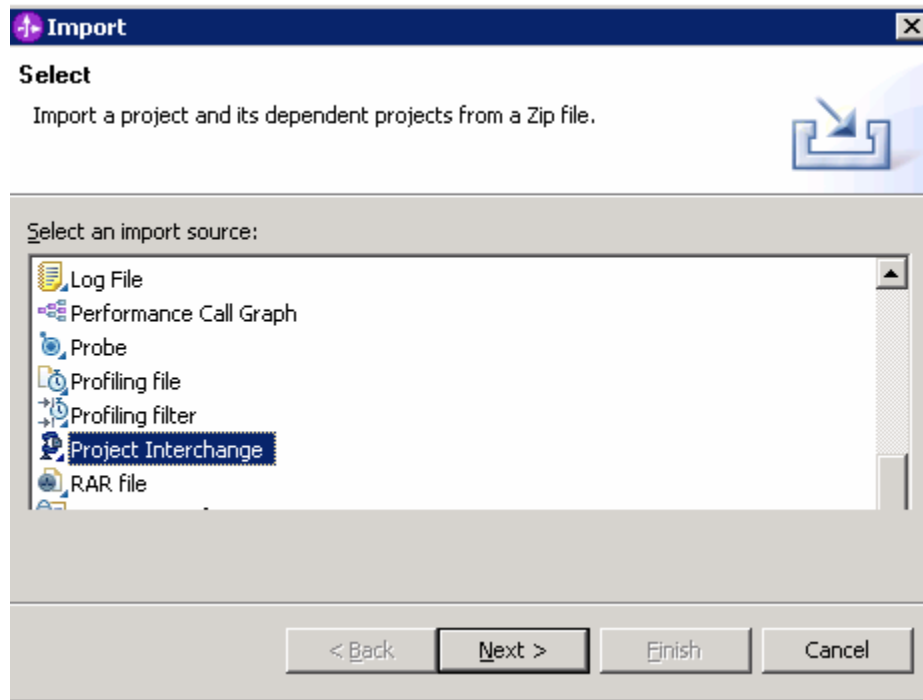 Import
Select
Import a project and its dependent projects from a Zip file.
Select an import source:
Log File
Performance Call Graph
Probe
Profiling file
Profiling filter
Project Interchange
RAR file
< Back
Next >
Finish
Cancel